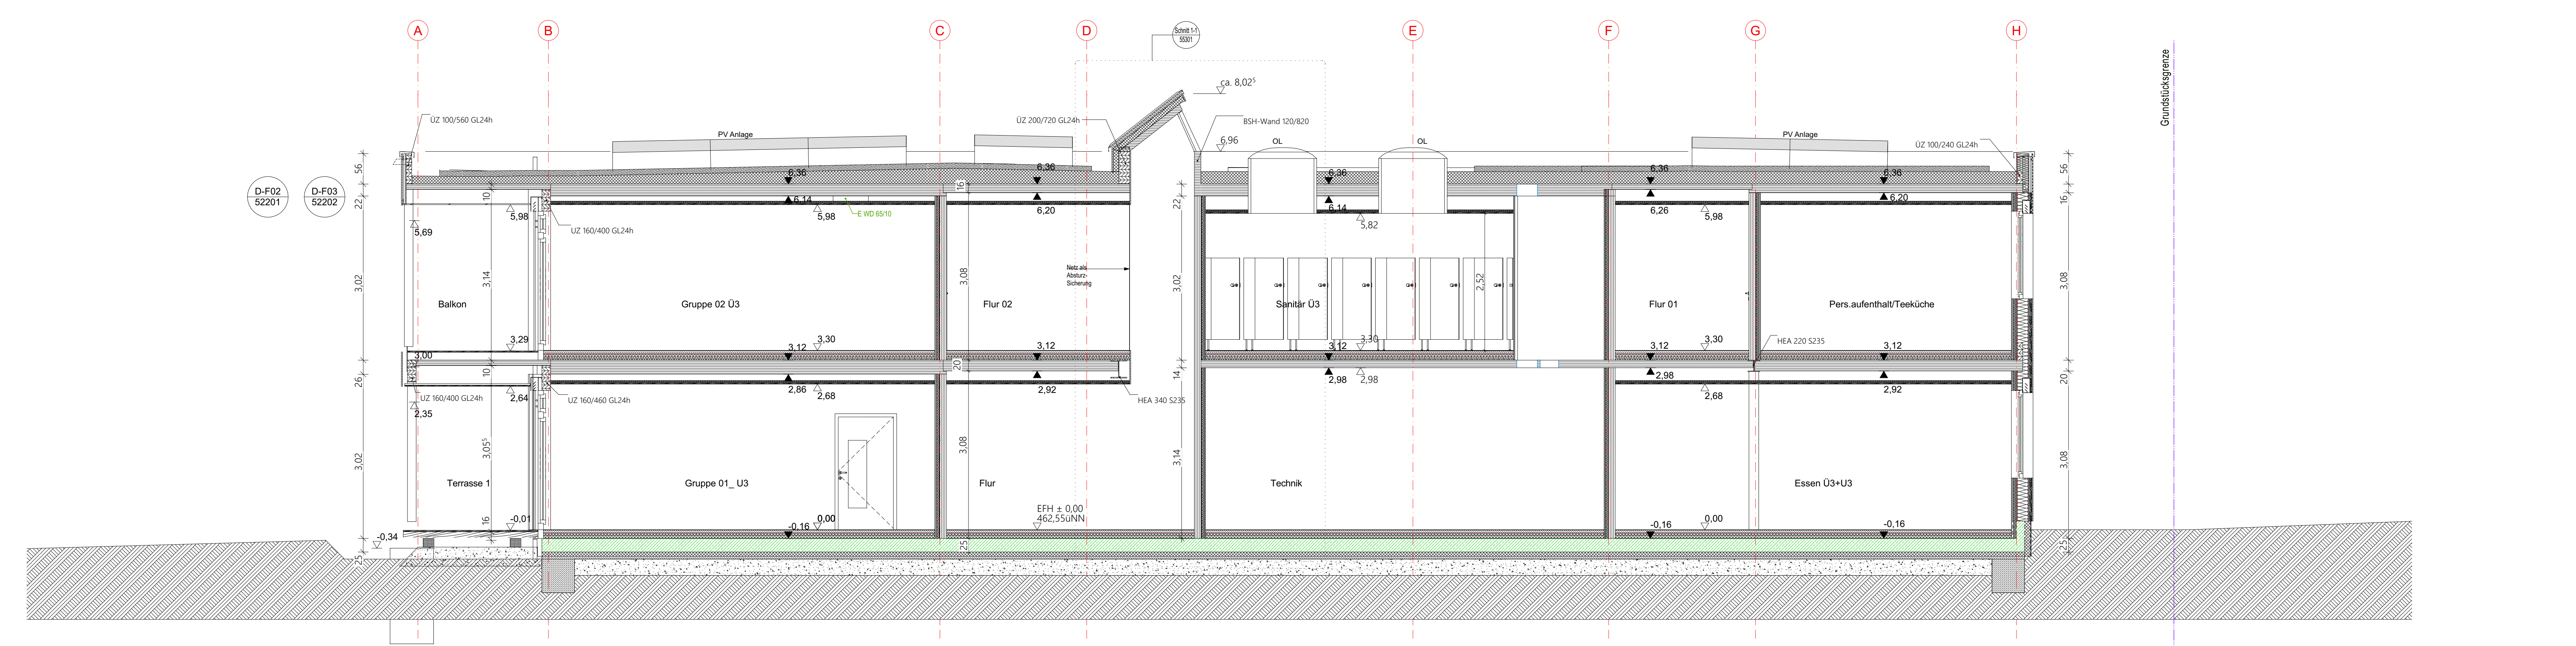 A
B
C
D
E
F
G
H
Schnitt 1-1
55301
Grundstücksgrenze
ca. 8,02⁵
ÜZ 100/560 GL24h
PV Anlage
ÜZ 200/720 GL24h
BSH-Wand 120/820
6,96
OL
OL
PV Anlage
ÜZ 100/240 GL24h
D-F02
52201
D-F03
52202
56
22
3,02
26
3,02
25
10
3,14
10
3,05⁵
16
6,36
6,14
5,98
E WD 65/10
5,98
5,69
UZ 160/400 GL24h
6,36
6,20
16
3,08
20
3,08
25
22
3,02
14
3,14
6,36
6,14
5,82
2,52
6,36
6,26
5,98
6,36
6,20
56
16
3,08
20
3,08
25
Netz als
Absturz-
Sicherung
Balkon
Gruppe 02 Ü3
Flur 02
Sanitär Ü3
Flur 01
Pers.aufenthalt/Teeküche
3,29
3,00
3,12
3,30
3,12
3,12
3,30
3,12
3,30
3,12
HEA 220 S235
UZ 160/400 GL24h
2,64
2,35
UZ 160/460 GL24h
2,86
2,68
2,92
HEA 340 S235
2,98
2,98
2,98
2,68
2,92
Terrasse 1
Gruppe 01_ U3
Flur
Technik
Essen Ü3+U3
-0,01
-0,34
-0,16
0,00
EFH ± 0,00
462,55üNN
-0,16
0,00
-0,16